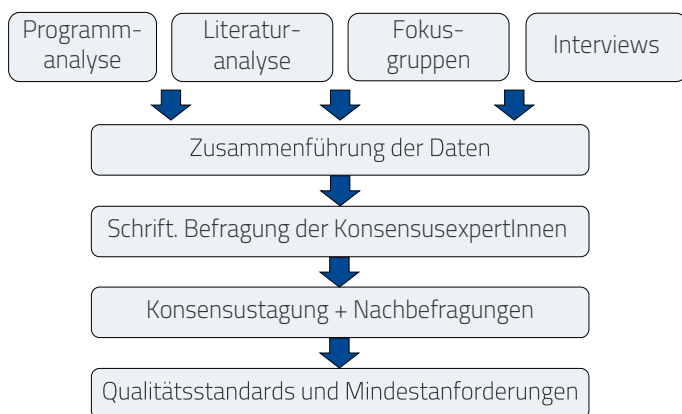 Programm-
analyse
Literatur-
analyse
Fokus-
gruppen
Interviews
Zusammenführung der Daten
Schrift. Befragung der KonsensusexpertInnen
Konsensustagung + Nachbefragungen
Qualitätsstandards und Mindestanforderungen